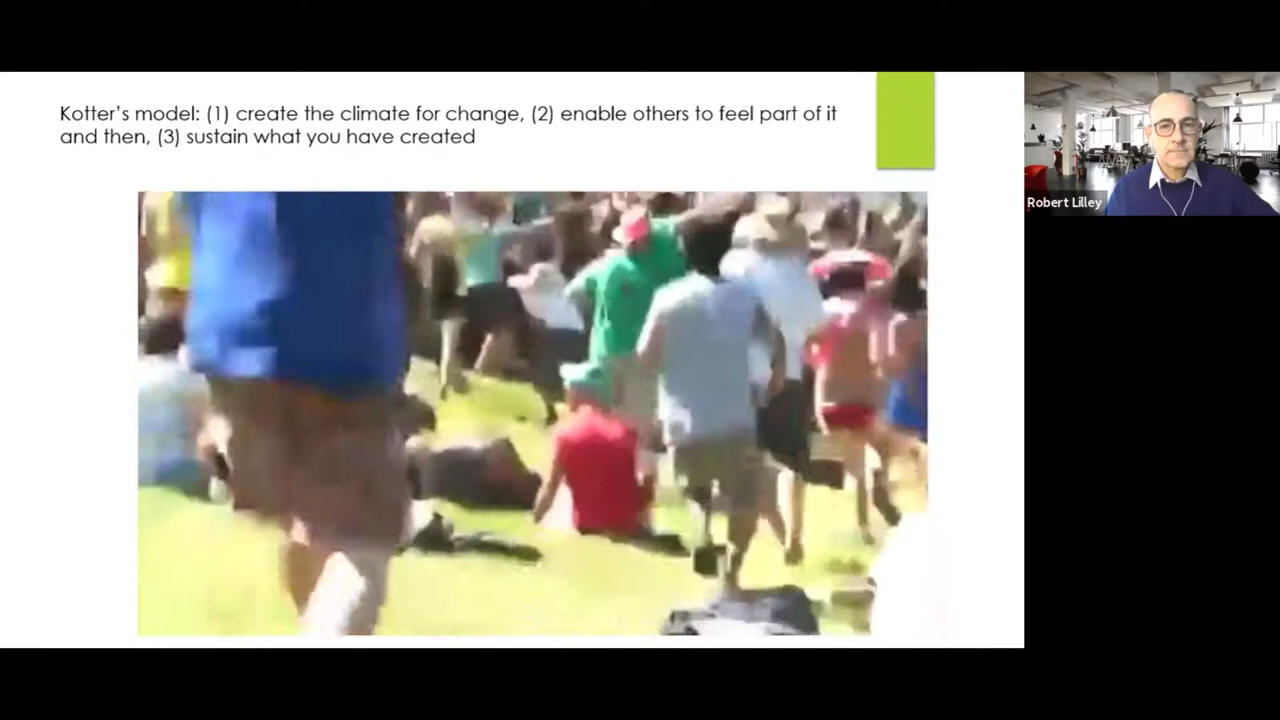 Kotter’s model: (1) create the climate for change, (2) enable others to feel part of it
and then, (3) sustain what you have created
Robert Lilley